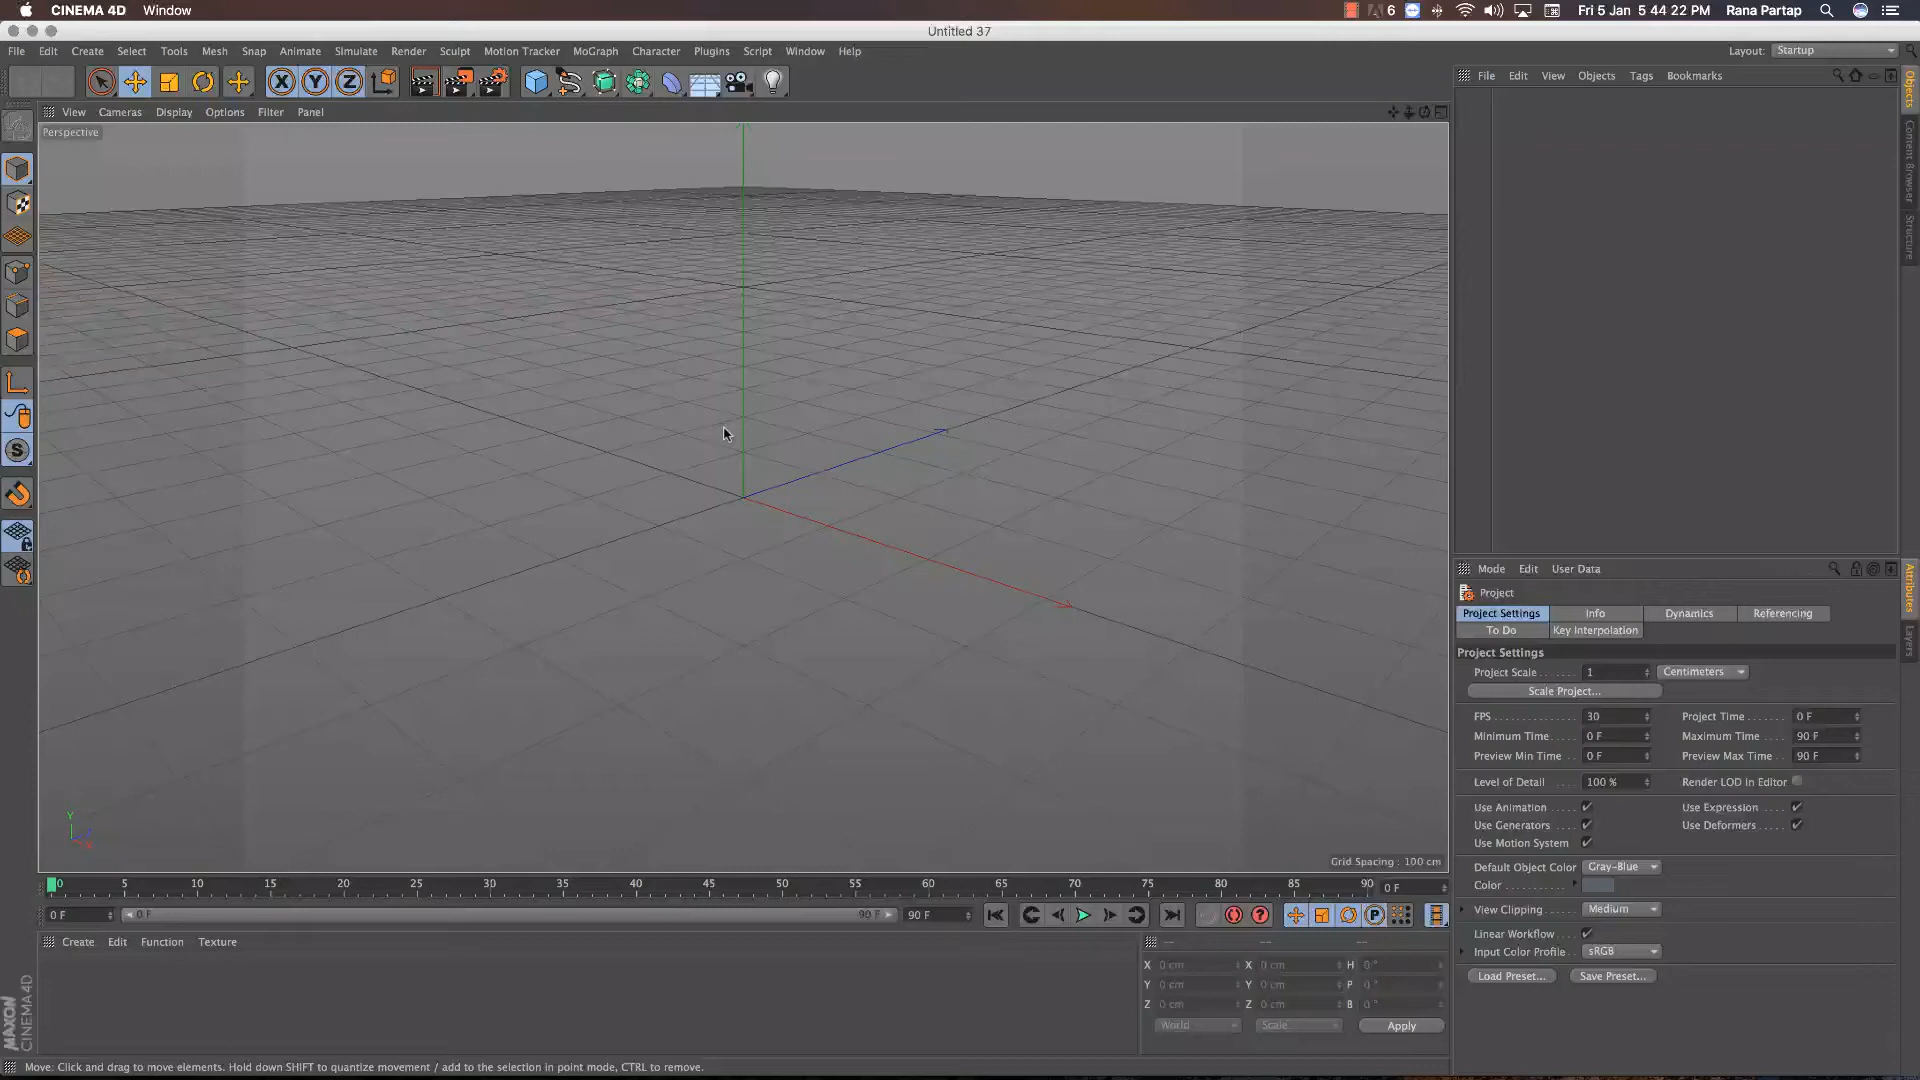 CINEMA 4D Window 6 Fri 5 Jan 5 44 22 PM Rana Partap
Untitled 37
File Edit Create Select Tools Mesh Snap Animate Simulate Render Sculpt Motion Tracker MoGraph Character Plugins Script Window Help Layout: Startup
File Edit View Objects Tags Bookmarks
View Cameras Display Options Filter Panel
Perspective
Objects
Content Browser
Structure
Grid Spacing : 100 cm
0 5 10 15 20 25 30 35 40 45 50 55 60 65 70 75 80 85 90 0 F
0 F 0 F 90 F 90 F
Create Edit Function Texture
X 0 cm X 0 cm H 0 °
Y 0 cm Y 0 cm P 0 °
Z 0 cm Z 0 cm B 0 °
World Scale Apply
Mode Edit User Data
Project
Project Settings Info Dynamics Referencing
To Do Key Interpolation
Project Settings
Project Scale 1 Centimeters
Scale Project...
FPS 30 Project Time 0 F
Minimum Time 0 F Maximum Time 90 F
Preview Min Time 0 F Preview Max Time 90 F
Level of Detail 100 % Render LOD in Editor
Use Animation Use Expression
Use Generators Use Deformers
Use Motion System
Default Object Color Gray-Blue
Color
View Clipping Medium
Linear Workflow
Input Color Profile sRGB
Load Preset... Save Preset...
Attributes
Layers
MAXON
CINEMA 4D
Move: Click and drag to move elements. Hold down SHIFT to quantize movement / add to the selection in point mode, CTRL to remove.